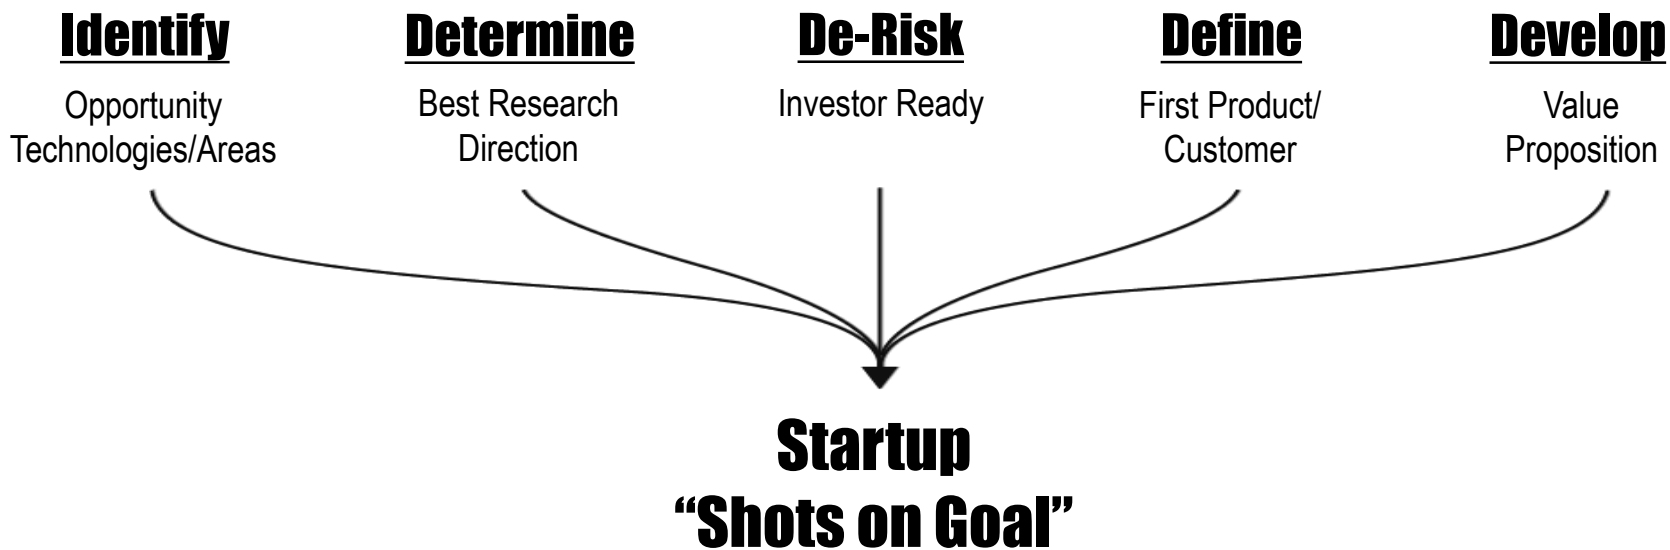 Identify
Opportunity
Technologies/Areas
Determine
Best Research
Direction
De-Risk
Investor Ready
Define
First Product/
Customer
Develop
Value
Proposition
Startup
“Shots on Goal”